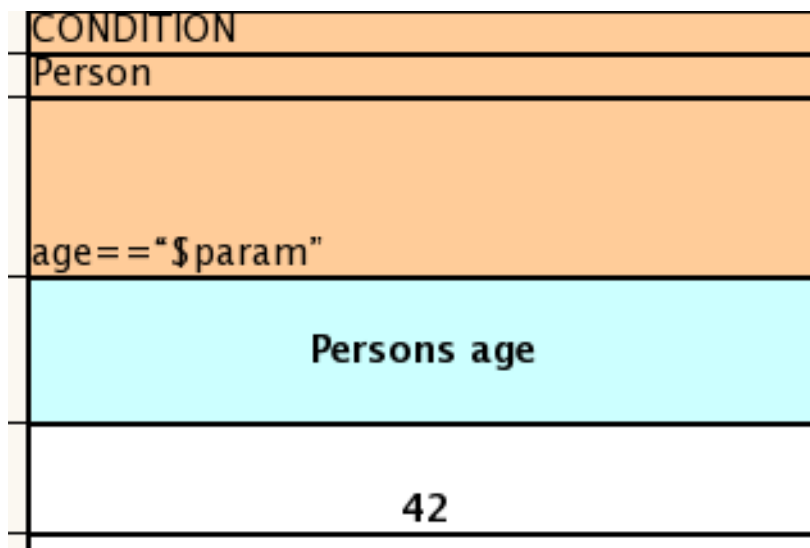 CONDITION
Person
age==“$param”
Persons age
42